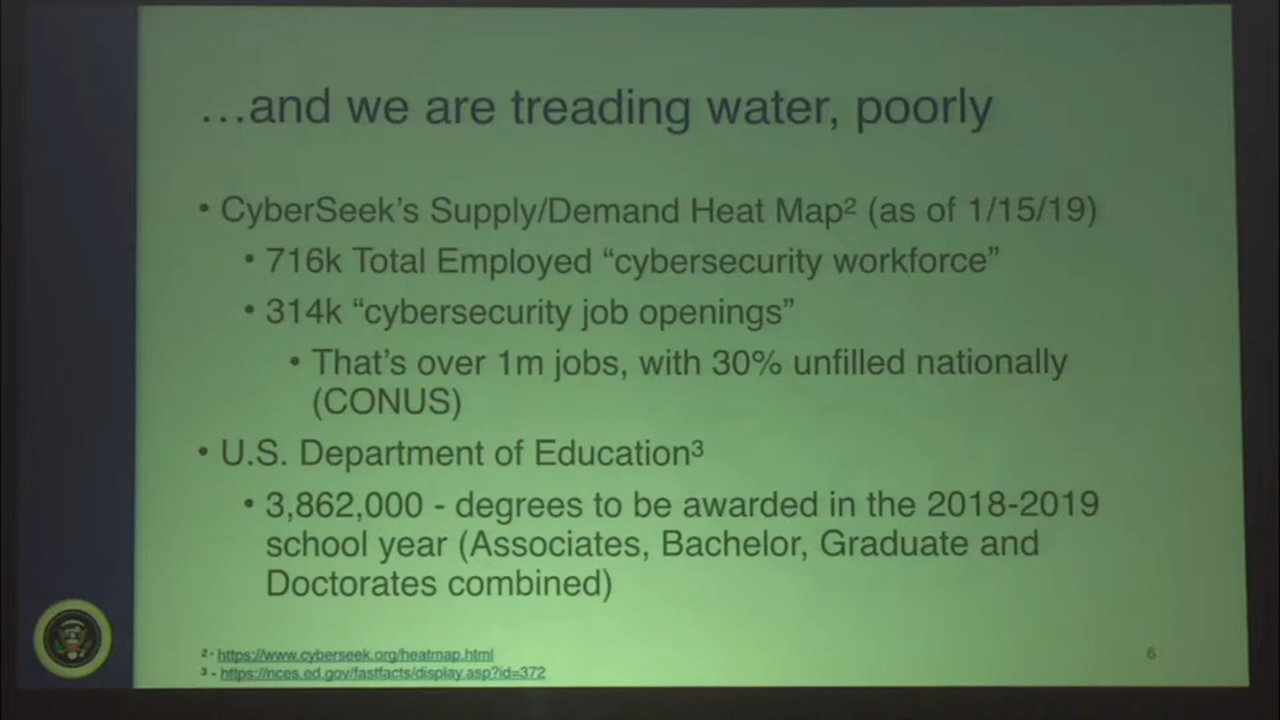 …and we are treading water, poorly
• CyberSeek’s Supply/Demand Heat Map² (as of 1/15/19)
• 716k Total Employed “cybersecurity workforce”
• 314k “cybersecurity job openings”
• That’s over 1m jobs, with 30% unfilled nationally
(CONUS)
• U.S. Department of Education³
• 3,862,000 - degrees to be awarded in the 2018-2019
school year (Associates, Bachelor, Graduate and
Doctorates combined)
² - https://www.cyberseek.org/heatmap.html
³ - https://nces.ed.gov/fastfacts/display.asp?id=372
6